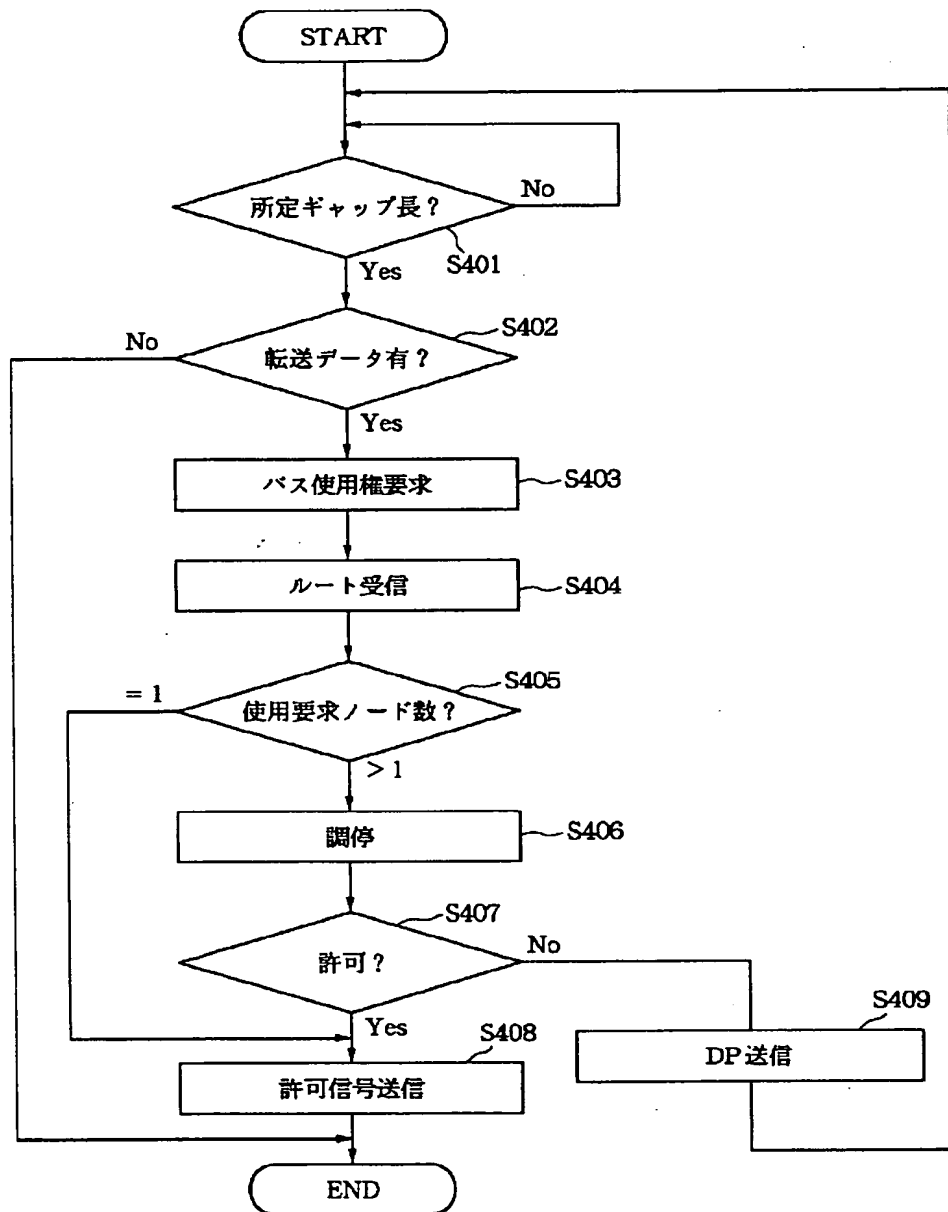 START
所定ギャップ長?
No
S401
Yes
S402
No
転送データ有?
Yes
バス使用権要求
S403
ルート受信
S404
S405
= 1
使用要求ノード数?
> 1
調停
S406
S407
許可?
No
Yes
S408
S409
DP送信
許可信号送信
END